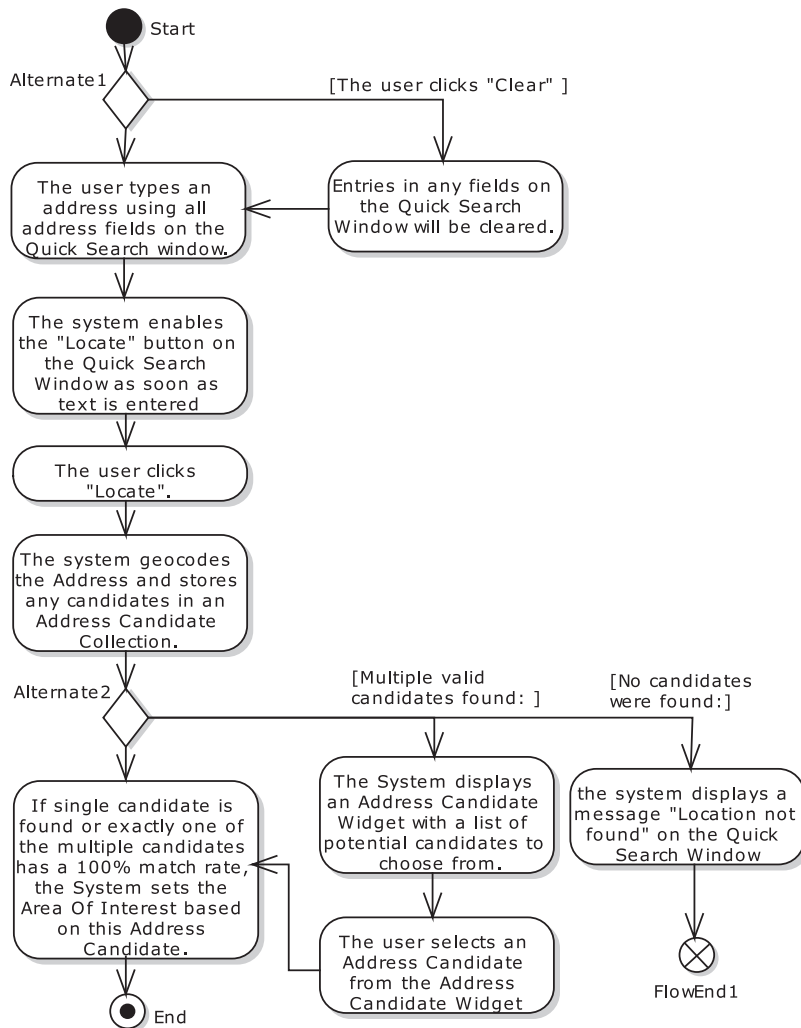 Start
Alternate1
[The user clicks "Clear" ]
The user types an
address using all
address fields on the
Quick Search window.
Entries in any fields on
the Quick Search
Window will be cleared.
The system enables
the "Locate" button on
the Quick Search
Window as soon as
text is entered
The user clicks
"Locate".
The system geocodes
the Address and stores
any candidates in an
Address Candidate
Collection.
Alternate2
[Multiple valid
candidates found: ]
[No candidates
were found:]
If single candidate is
found or exactly one of
the multiple candidates
has a 100% match rate,
the System sets the
Area Of Interest based
on this Address
Candidate.
The System displays
an Address Candidate
Widget with a list of
potential candidates to
choose from.
the system displays a
message "Location not
found" on the Quick
Search Window
The user selects an
Address Candidate
from the Address
Candidate Widget
FlowEnd1
End